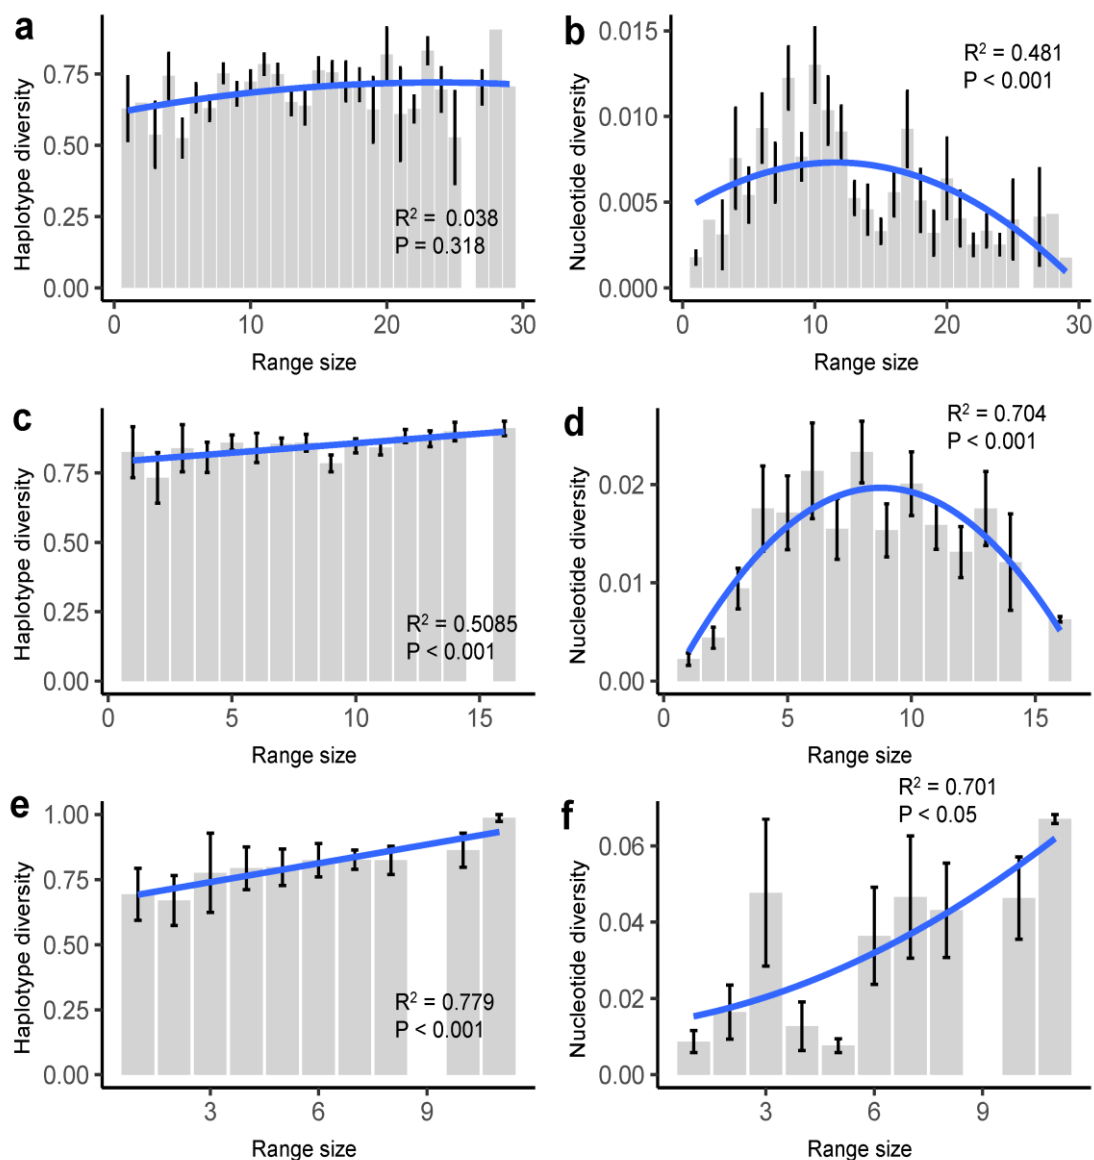 a
Haplotype diversity
0.75
0.50
0.25
0.00
R² = 0.038
P = 0.318
0 10 20 30
Range size
b
Nucleotide diversity
0.015
0.010
0.005
0.000
R² = 0.481
P < 0.001
0 10 20 30
Range size
c
Haplotype diversity
0.75
0.50
0.25
0.00
R² = 0.5085
P < 0.001
0 5 10 15
Range size
d
Nucleotide diversity
0.02
0.01
0.00
R² = 0.704
P < 0.001
0 5 10 15
Range size
e
Haplotype diversity
1.00
0.75
0.50
0.25
0.00
R² = 0.779
P < 0.001
3 6 9
Range size
f
Nucleotide diversity
0.06
0.04
0.02
0.00
R² = 0.701
P < 0.05
3 6 9
Range size